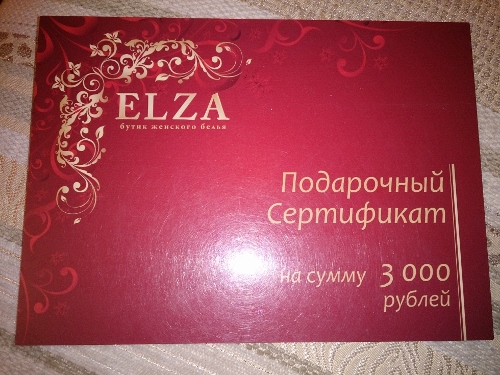 ELZA
бутик женского белья
Подарочный
Сертификат
на сумму 3 000
рублей